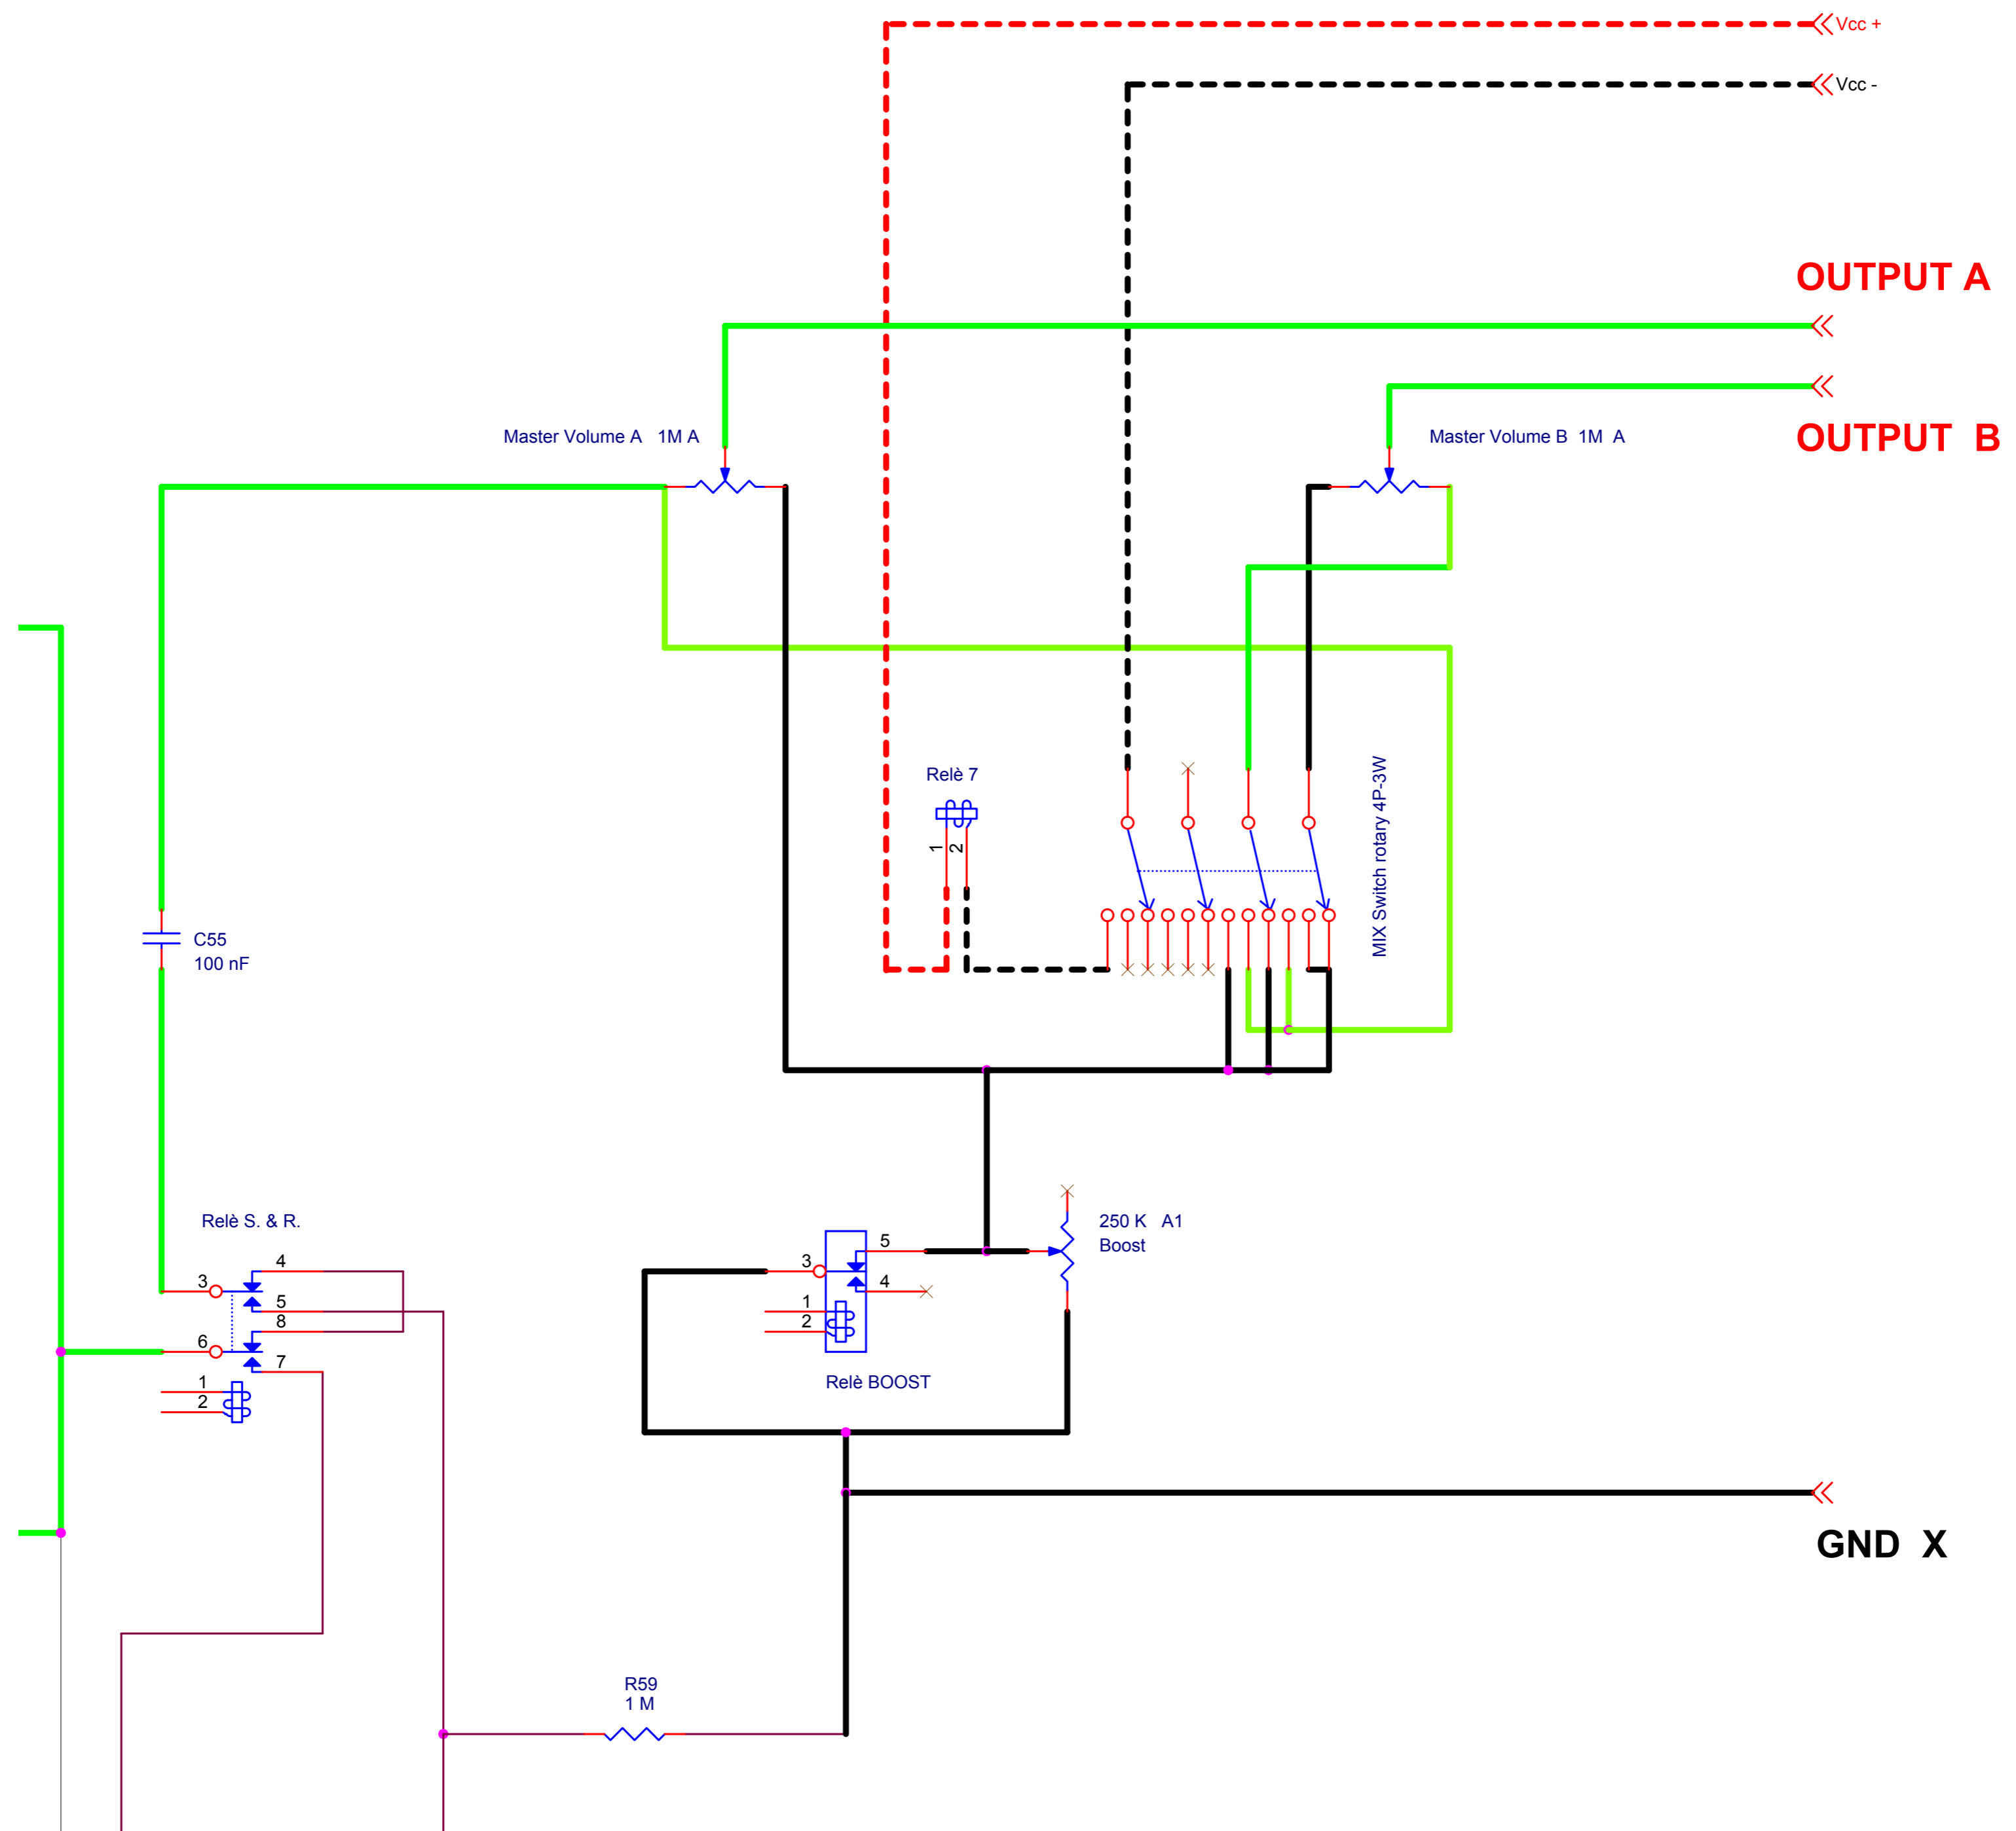 Vcc +
Vcc -
OUTPUT A
OUTPUT B
Master Volume A 1M A
Master Volume B 1M A
Relè 7
1
2
MIX Switch rotary 4P-3W
C55
100 nF
Relè S. & R.
4
3
5
8
6
7
1
2
250 K A1
Boost
5
3
4
1
2
Relè BOOST
GND X
R59
1 M